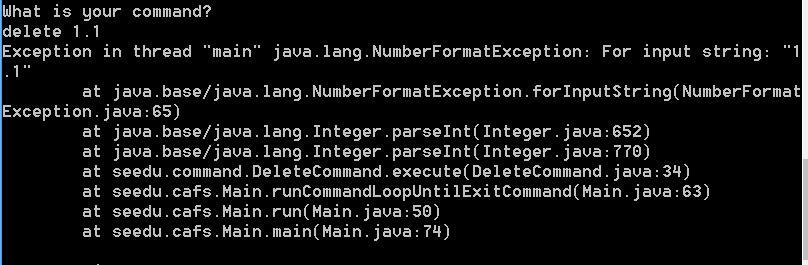 What is your command?
delete 1.1
Exception in thread "main" java.lang.NumberFormatException: For input string: "1
.1"
        at java.base/java.lang.NumberFormatException.forInputString(NumberFormat
Exception.java:65)
        at java.base/java.lang.Integer.parseInt(Integer.java:652)
        at java.base/java.lang.Integer.parseInt(Integer.java:770)
        at seedu.command.DeleteCommand.execute(DeleteCommand.java:34)
        at seedu.cafs.Main.runCommandLoopUntilExitCommand(Main.java:63)
        at seedu.cafs.Main.run(Main.java:50)
        at seedu.cafs.Main.main(Main.java:74)